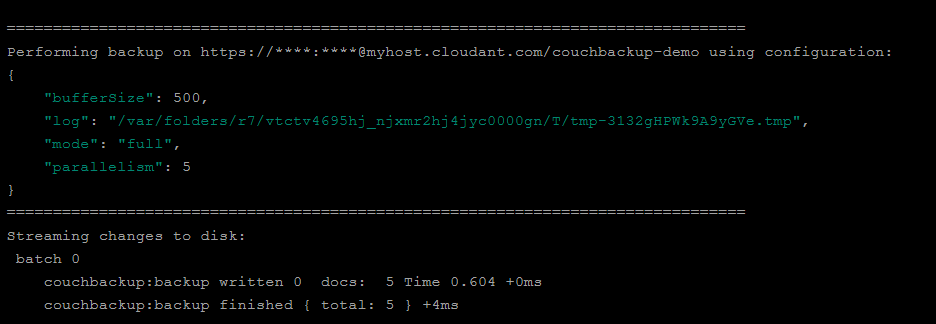 ================================================================================
Performing backup on https://****:****@myhost.cloudant.com/couchbackup-demo using configuration:
{
    "bufferSize": 500,
    "log": "/var/folders/r7/vtctv4695hj_njxmr2hj4jyc0000gn/T/tmp-3132gHPWk9A9yGVe.tmp",
    "mode": "full",
    "parallelism": 5
}
================================================================================
Streaming changes to disk:
 batch 0
    couchbackup:backup written 0  docs:  5 Time 0.604 +0ms
    couchbackup:backup finished { total: 5 } +4ms